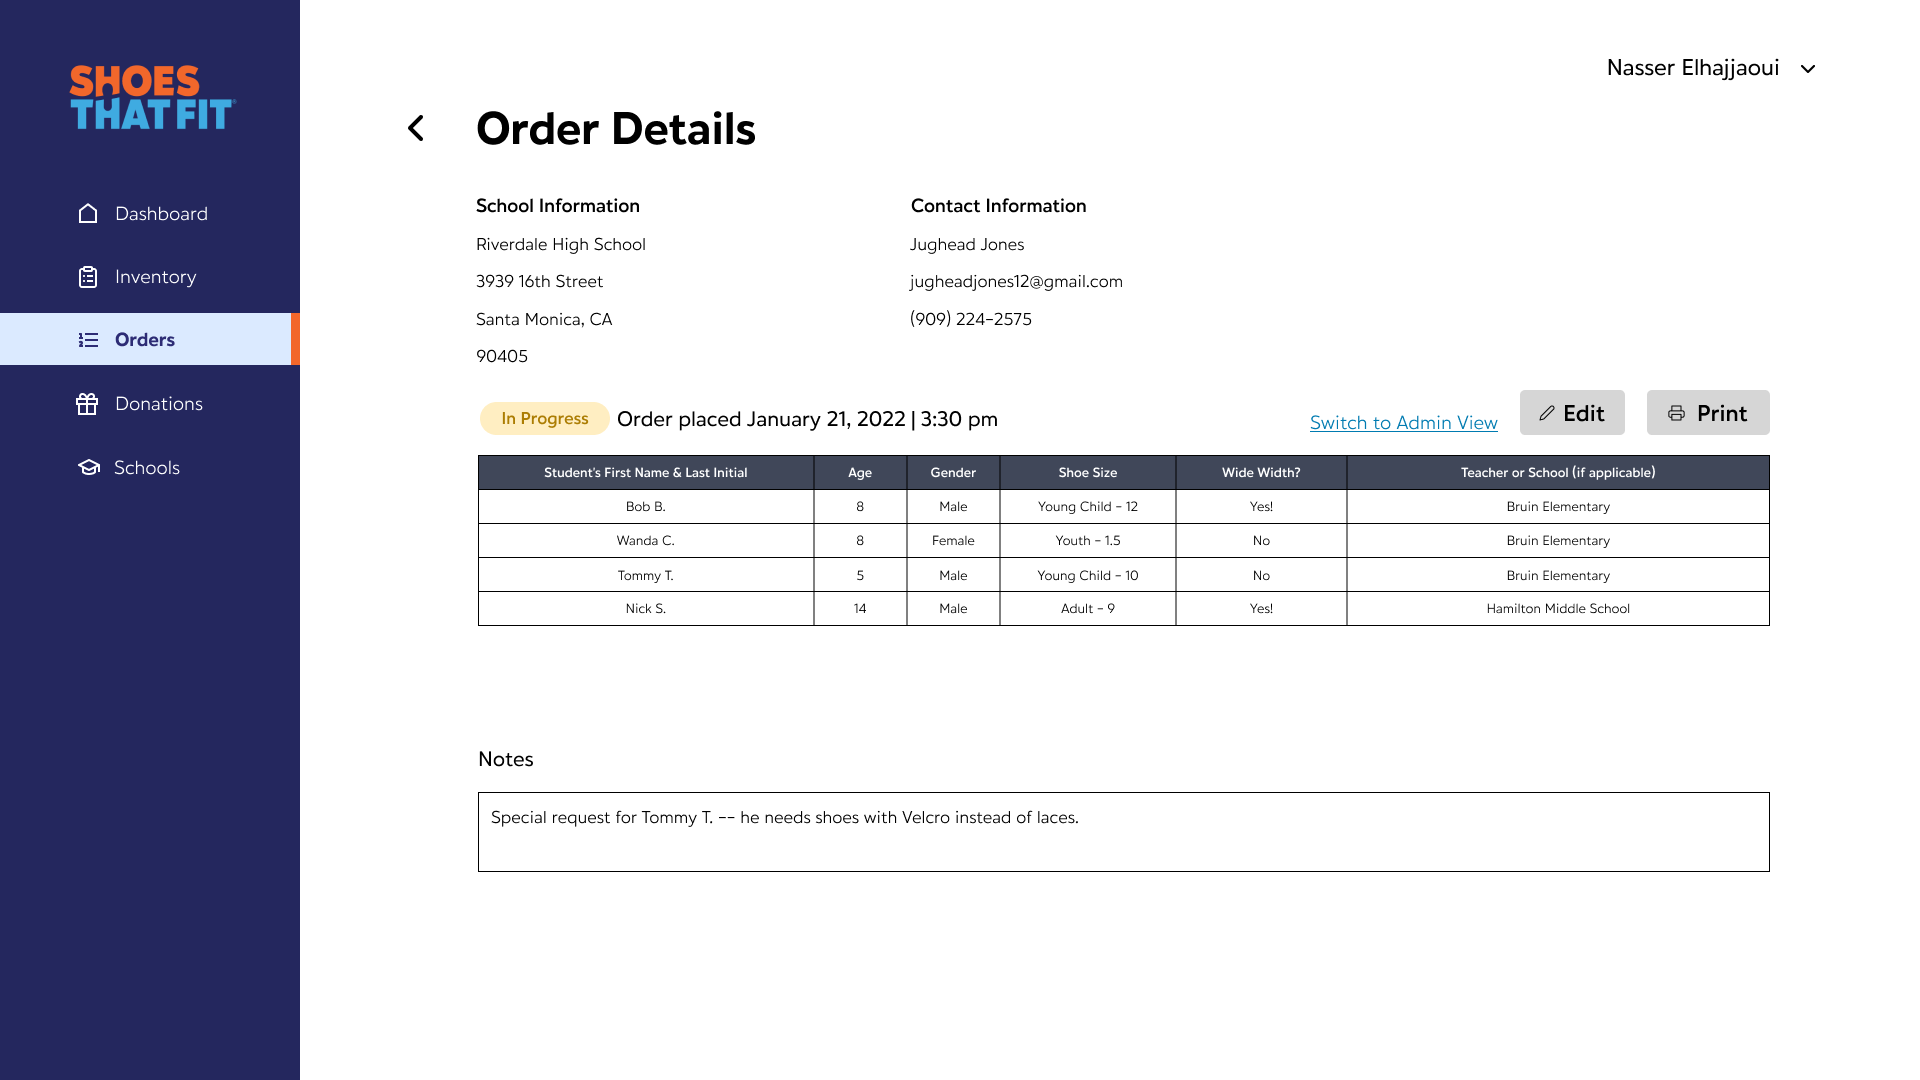 SHOES
THAT FIT
Dashboard
Inventory
Orders
Donations
Schools
Nasser Elhajjaoui
Order Details
School Information
Riverdale High School
3939 16th Street
Santa Monica, CA
90405
Contact Information
Jughead Jones
jugheadjones12@gmail.com
(909) 224-2575
In Progress Order placed January 21, 2022 | 3:30 pm Switch to Admin View Edit Print
Student's First Name & Last Initial Age Gender Shoe Size Wide Width? Teacher or School (if applicable)
Bob B. 8 Male Young Child - 12 Yes! Bruin Elementary
Wanda C. 8 Female Youth - 1.5 No Bruin Elementary
Tommy T. 5 Male Young Child - 10 No Bruin Elementary
Nick S. 14 Male Adult - 9 Yes! Hamilton Middle School
Notes
Special request for Tommy T. -- he needs shoes with Velcro instead of laces.